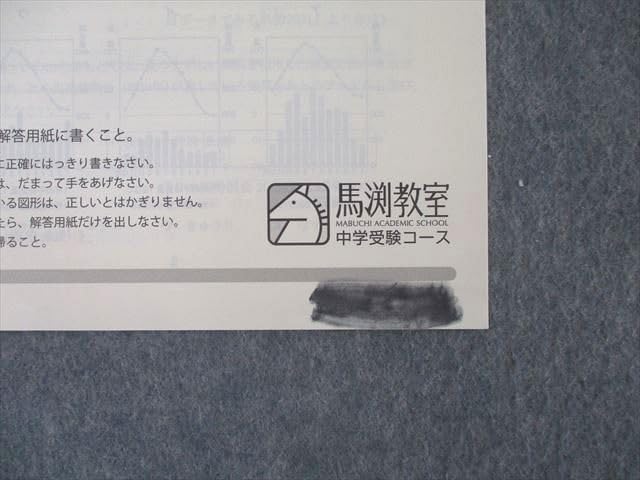 解答用紙に書くこと。
に正確にはっきり書きなさい。
は、だまって手をあげなさい。
いる図形は、正しいとはかぎりません。
たら、解答用紙だけを出しなさい。
帰ること。
馬渕教室
MABUCHI ACADEMIC SCHOOL
中学受験コース